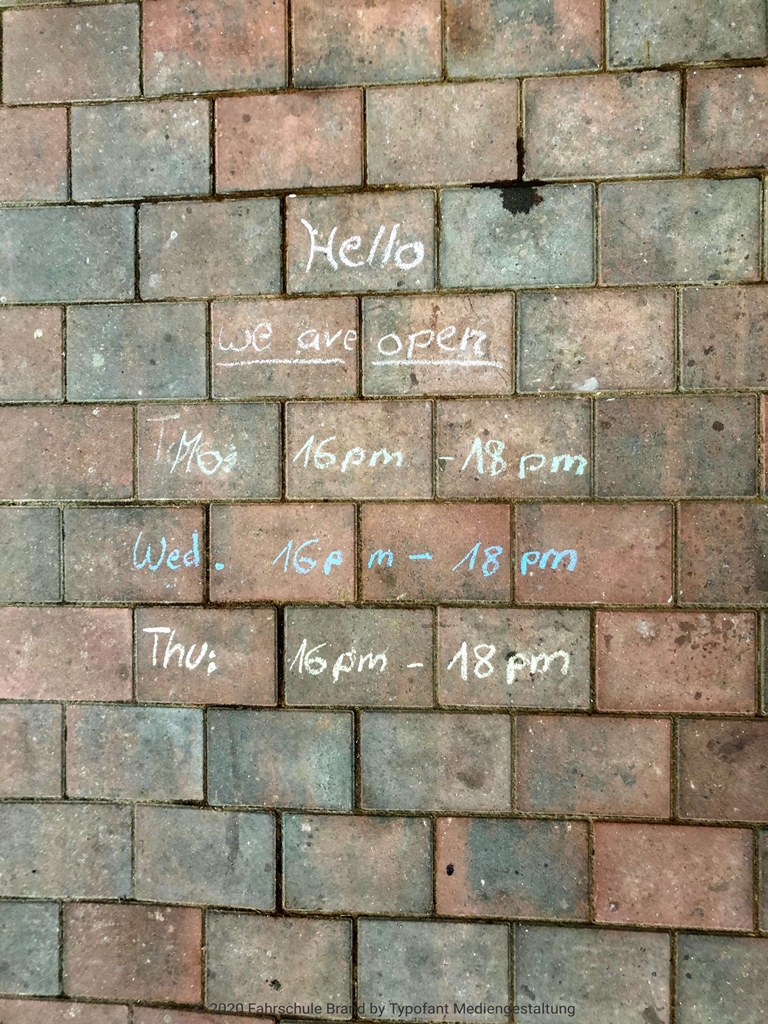 Hello
we are open
Mo: 16pm - 18pm
Wed. 16pm - 18pm
Thu: 16pm - 18pm
2020 Fahrschule Brand by Typofant Mediengestaltung